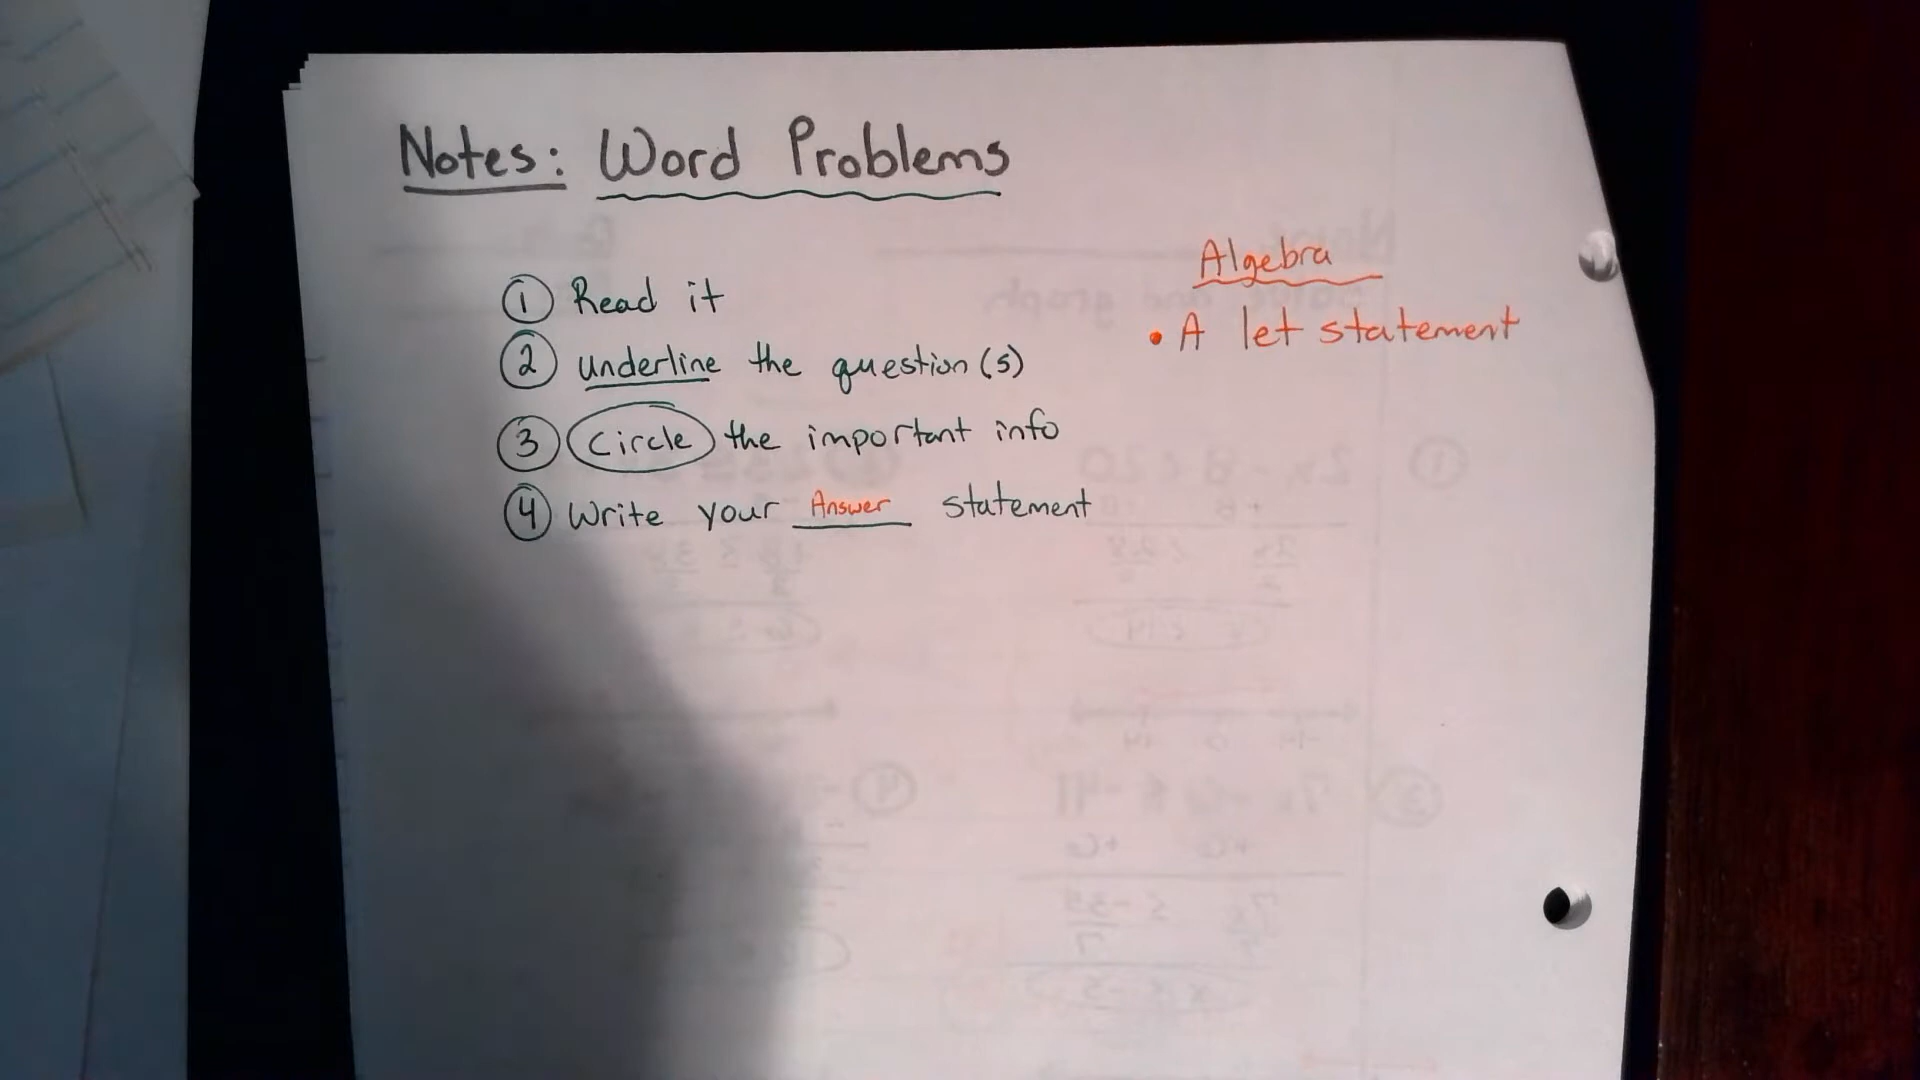 Notes: Word Problems
① Read it
② underline the question(s)
③ Circle the important info
④ Write your Answer statement
Algebra
• A let statement